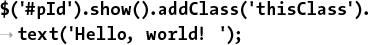 $('#pId').show().addClass('thisClass').
→ text('Hello, world! ');